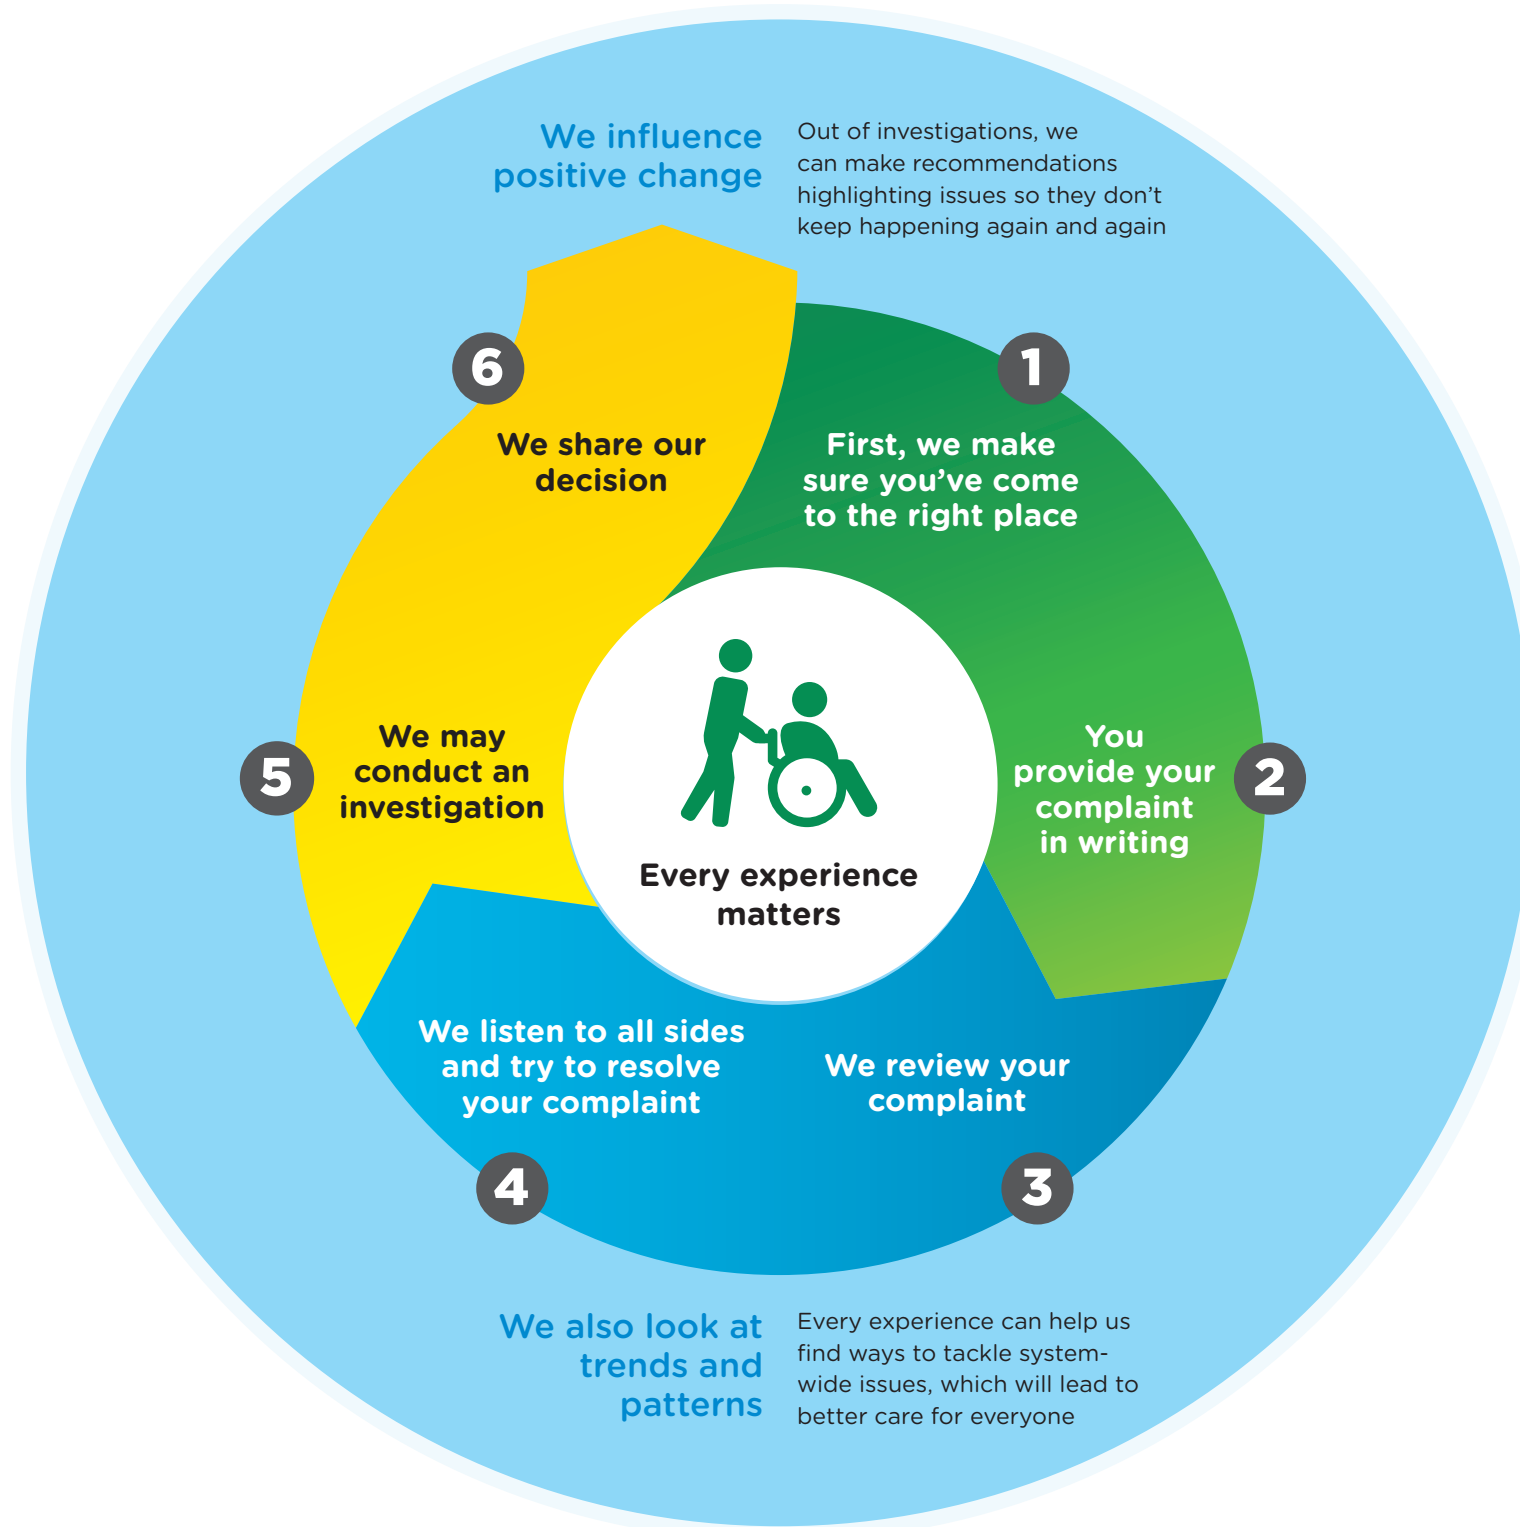 We influence
positive change
Out of investigations, we
can make recommendations
highlighting issues so they don’t
keep happening again and again
1
First, we make
sure you’ve come
to the right place
2
You
provide your
complaint
in writing
3
We review your
complaint
4
We listen to all sides
and try to resolve
your complaint
5
We may
conduct an
investigation
6
We share our
decision
Every experience
matters
We also look at
trends and
patterns
Every experience can help us
find ways to tackle system-
wide issues, which will lead to
better care for everyone